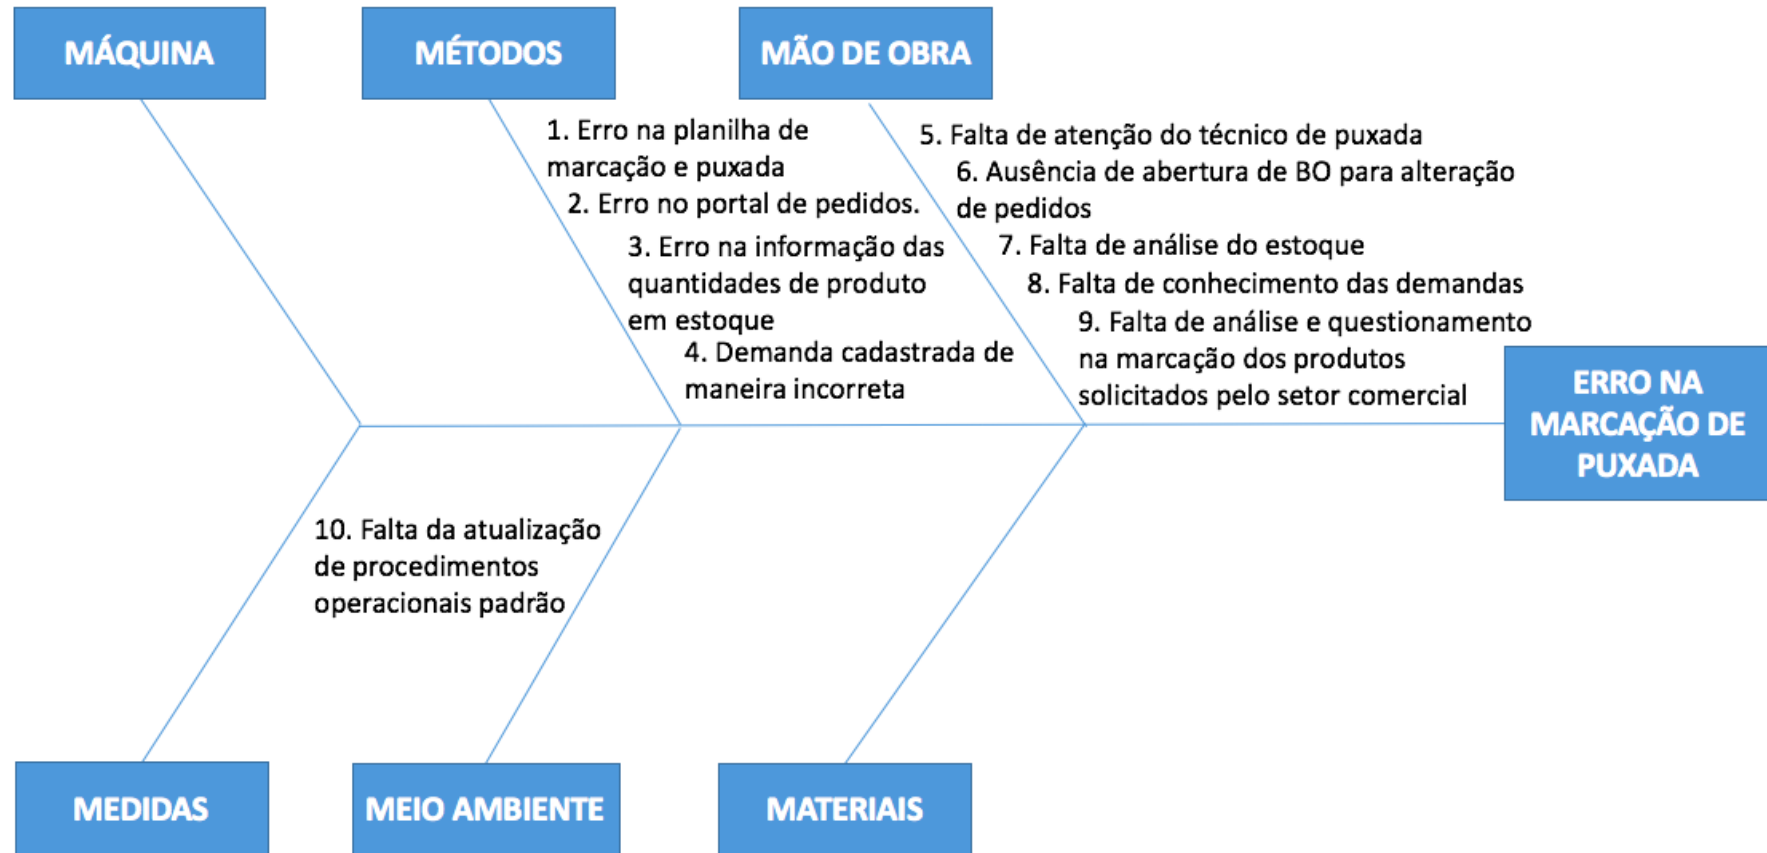 MÁQUINA
MÉTODOS
MÃO DE OBRA
1. Erro na planilha de
marcação e puxada
2. Erro no portal de pedidos.
3. Erro na informação das
quantidades de produto
em estoque
4. Demanda cadastrada de
maneira incorreta
5. Falta de atenção do técnico de puxada
6. Ausência de abertura de BO para alteração
de pedidos
7. Falta de análise do estoque
8. Falta de conhecimento das demandas
9. Falta de análise e questionamento
na marcação dos produtos
solicitados pelo setor comercial
ERRO NA
MARCAÇÃO DE
PUXADA
10. Falta da atualização
de procedimentos
operacionais padrão
MEDIDAS
MEIO AMBIENTE
MATERIAIS